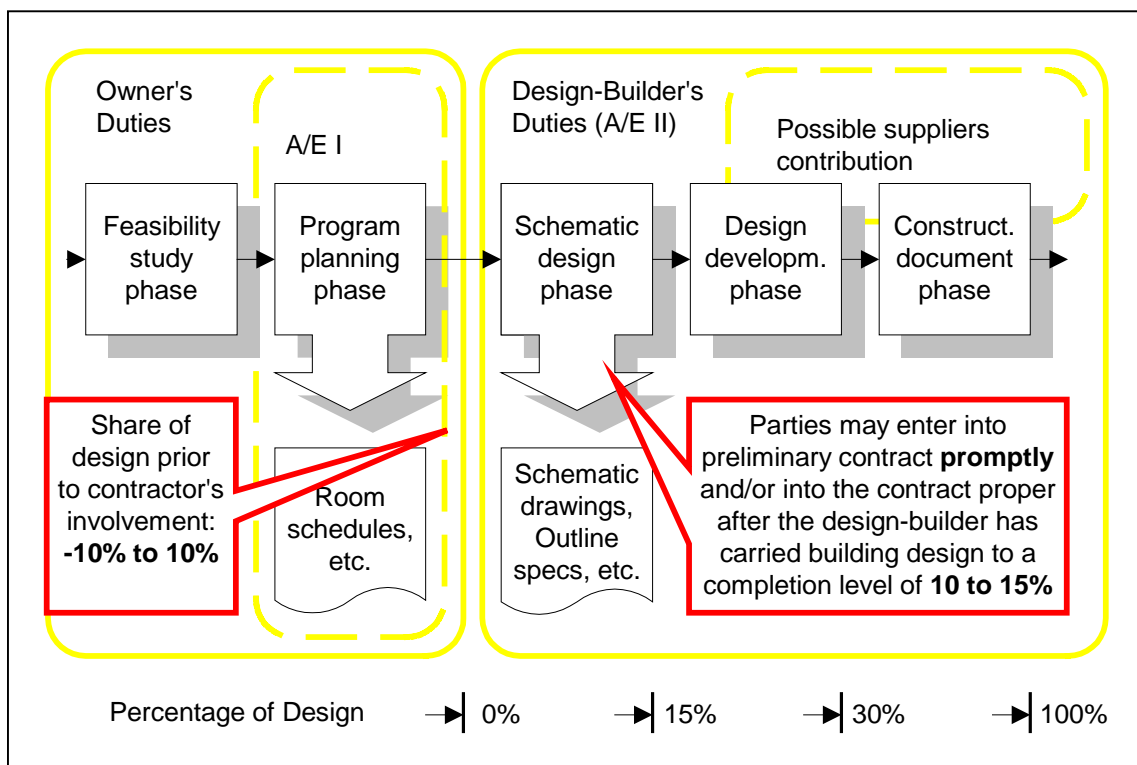 Owner's
Duties
A/E I
Design-Builder's
Duties (A/E II)
Possible suppliers
contribution
Feasibility
study
phase
Program
planning
phase
Schematic
design
phase
Design
developm.
phase
Construct.
document
phase
Share of
design prior
to contractor's
involvement:
-10% to 10%
Room
schedules,
etc.
Schematic
drawings,
Outline
specs, etc.
Parties may enter into
preliminary contract promptly
and/or into the contract proper
after the design-builder has
carried building design to a
completion level of 10 to 15%
Percentage of Design 0% 15% 30% 100%